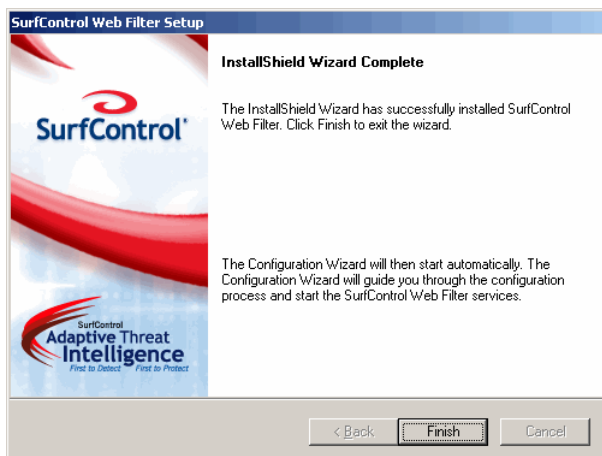 SurfControl Web Filter Setup
InstallShield Wizard Complete
The InstallShield Wizard has successfully installed SurfControl
Web Filter. Click Finish to exit the wizard.
SurfControl
The Configuration Wizard will then start automatically. The
Configuration Wizard will guide you through the configuration
process and start the SurfControl Web Filter services.
SurfControl
Adaptive Threat
Intelligence
First to Detect First to Protect
< Back Finish Cancel